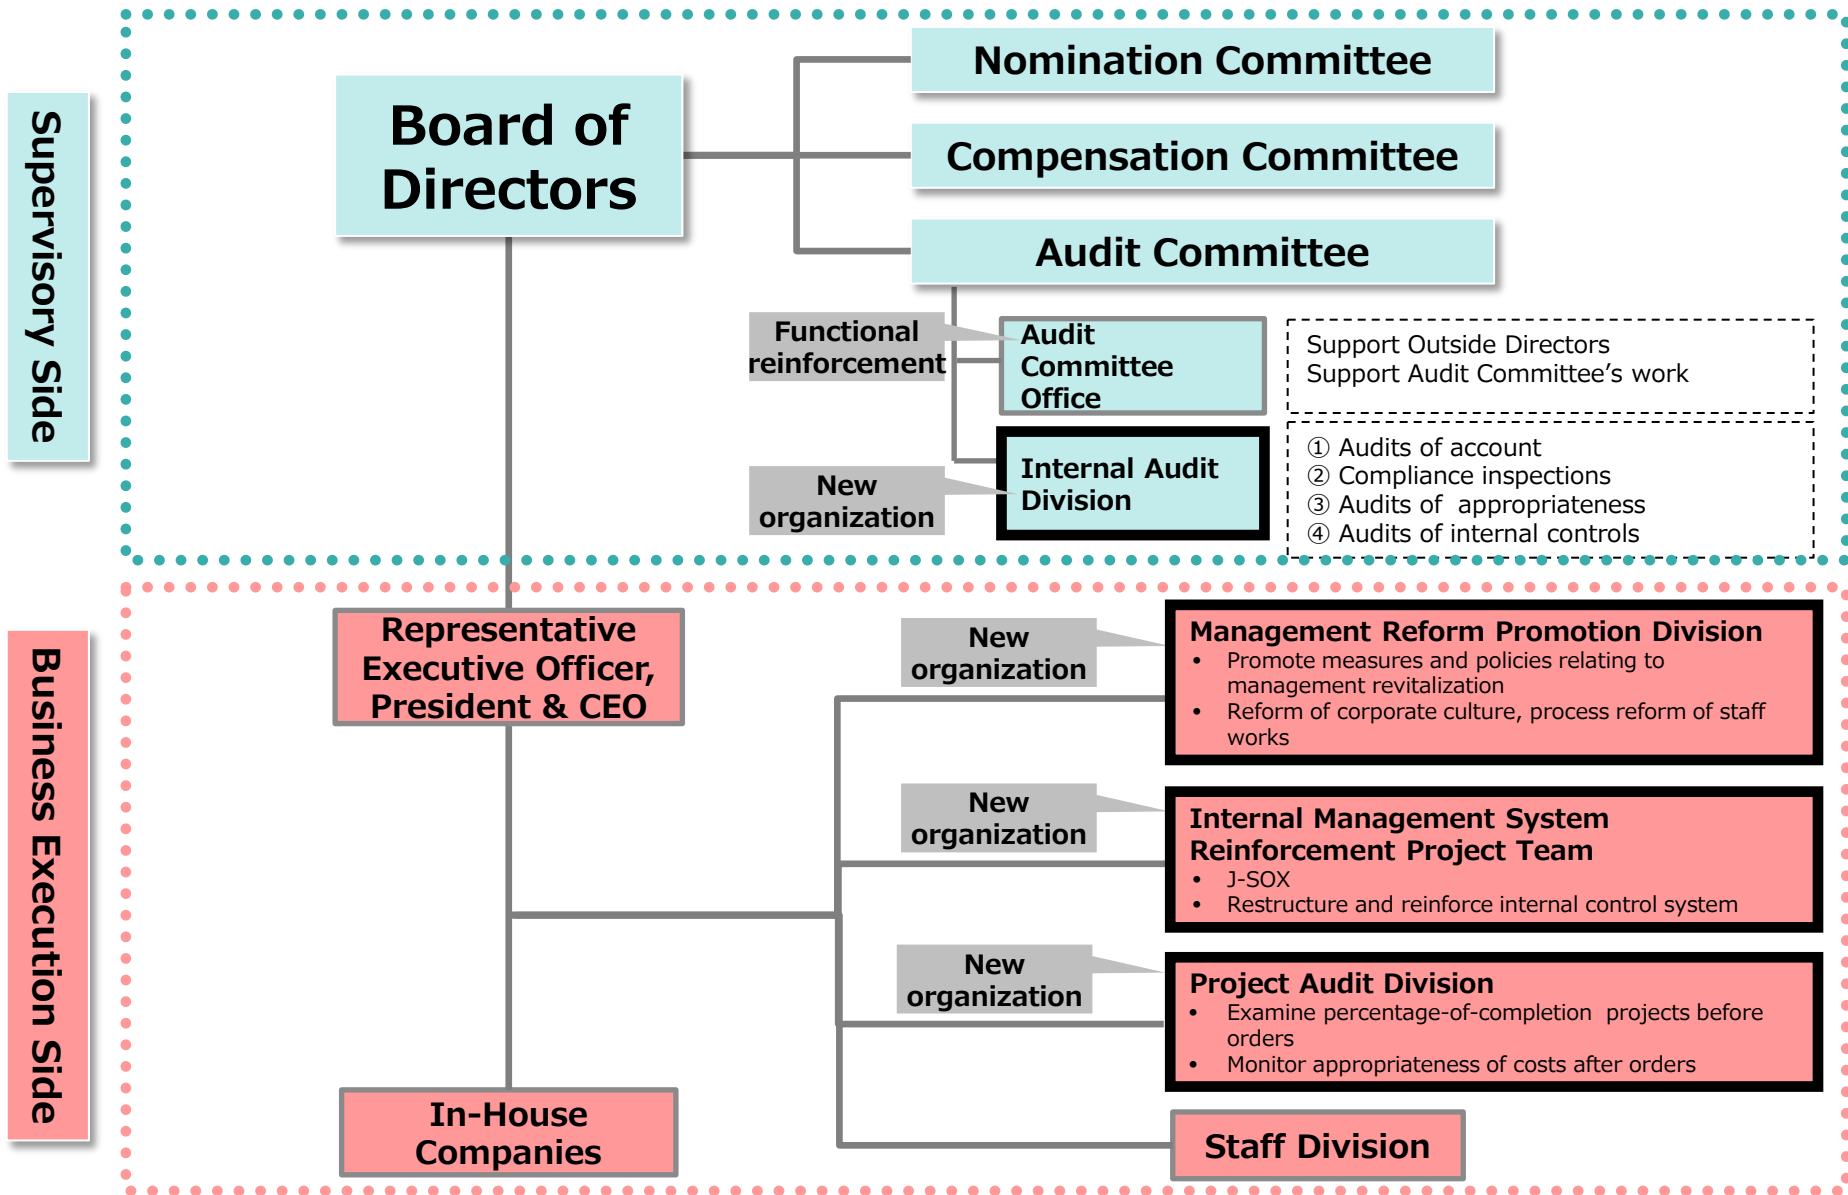 Supervisory Side
Board of
Directors
Nomination Committee
Compensation Committee
Audit Committee
Functional
reinforcement
Audit
Committee
Office
Support Outside Directors
Support Audit Committee’s work
New
organization
Internal Audit
Division
① Audits of account
② Compliance inspections
③ Audits of appropriateness
④ Audits of internal controls
Business Execution Side
Representative
Executive Officer,
President & CEO
New
organization
Management Reform Promotion Division
• Promote measures and policies relating to
management revitalization
• Reform of corporate culture, process reform of staff
works
New
organization
Internal Management System
Reinforcement Project Team
• J-SOX
• Restructure and reinforce internal control system
New
organization
Project Audit Division
• Examine percentage-of-completion projects before
orders
• Monitor appropriateness of costs after orders
In-House
Companies
Staff Division